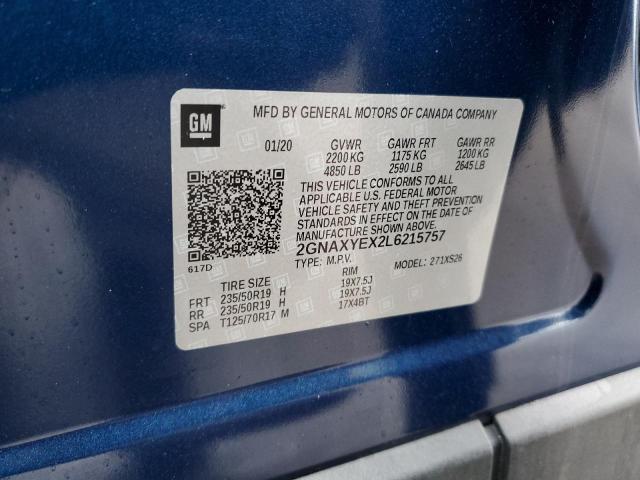 GM
MFD BY GENERAL MOTORS OF CANADA COMPANY
01/20 GVWR GAWR FRT GAWR RR
2200 KG 1175 KG 1200 KG
4850 LB 2590 LB 2645 LB
THIS VEHICLE CONFORMS TO ALL
APPLICABLE U.S. FEDERAL MOTOR
VEHICLE SAFETY AND BUMPER
STANDARDS IN EFFECT ON THE DATE OF
MANUFACTURE SHOWN ABOVE.
2GNAXYEX2L6215757
617D TYPE: M.P.V. MODEL: 271XS26
TIRE SIZE RIM
FRT 235/50R19 H 19X7.5J
RR 235/50R19 H 19X7.5J
SPA T125/70R17 M 17X4BT